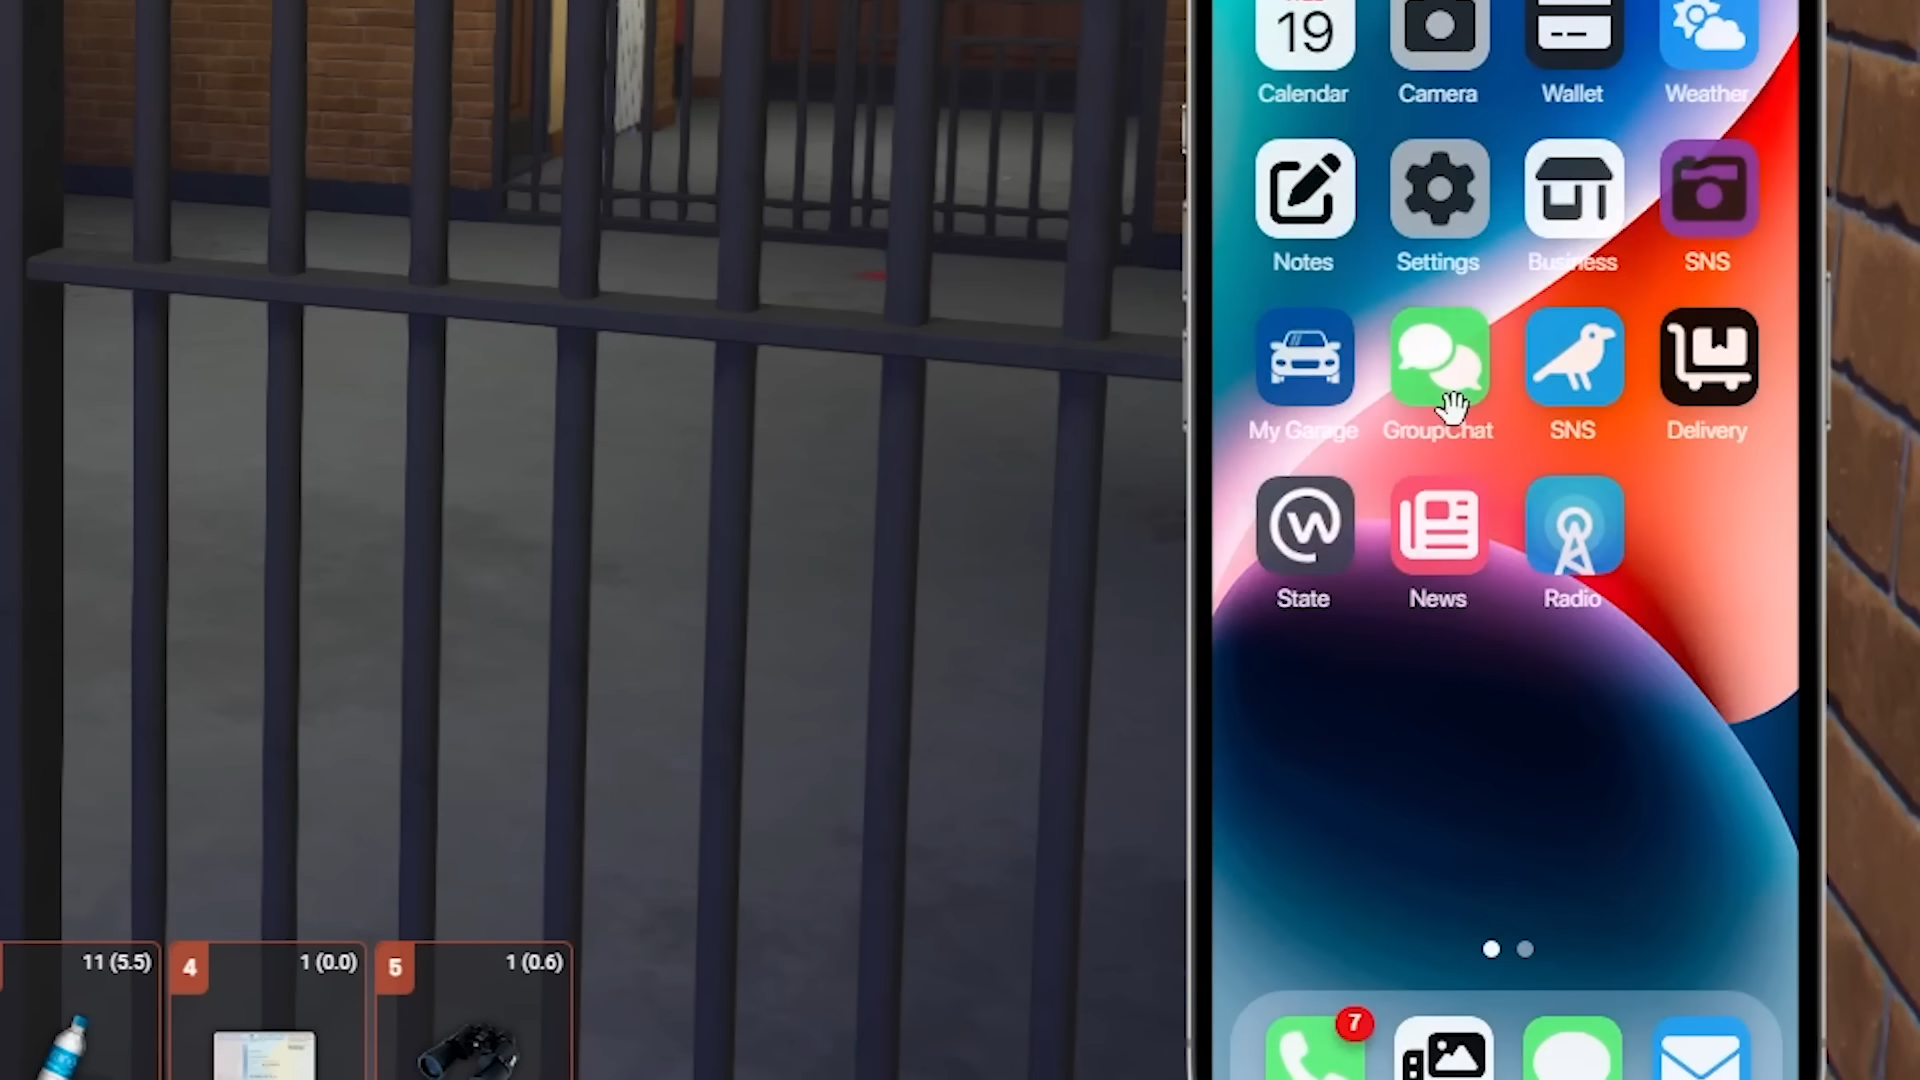 19
Calendar Camera Wallet Weather
Notes Settings Business SNS
My Garage GroupChat SNS Delivery
State News Radio
11 (5.5) 4 1 (0.0) 5 1 (0.6)
7